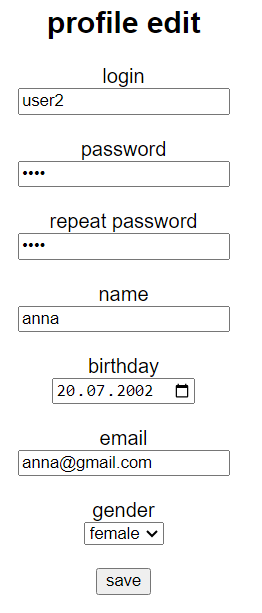 profile edit
login
user2
password
••••
repeat password
••••
name
anna
birthday
20.07.2002
email
anna@gmail.com
gender
female
save